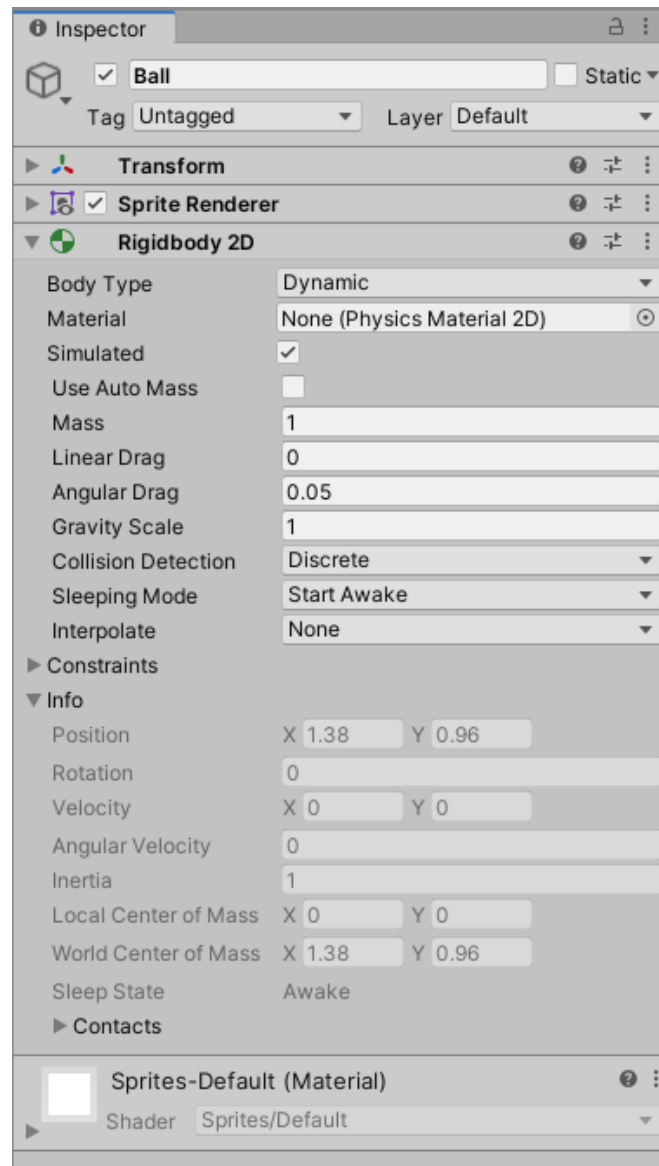 Inspector
Ball Static
Tag Untagged Layer Default
Transform
Sprite Renderer
Rigidbody 2D
Body Type Dynamic
Material None (Physics Material 2D)
Simulated
Use Auto Mass
Mass 1
Linear Drag 0
Angular Drag 0.05
Gravity Scale 1
Collision Detection Discrete
Sleeping Mode Start Awake
Interpolate None
Constraints
Info
Position X 1.38 Y 0.96
Rotation 0
Velocity X 0 Y 0
Angular Velocity 0
Inertia 1
Local Center of Mass X 0 Y 0
World Center of Mass X 1.38 Y 0.96
Sleep State Awake
Contacts
Sprites-Default (Material)
Shader Sprites/Default